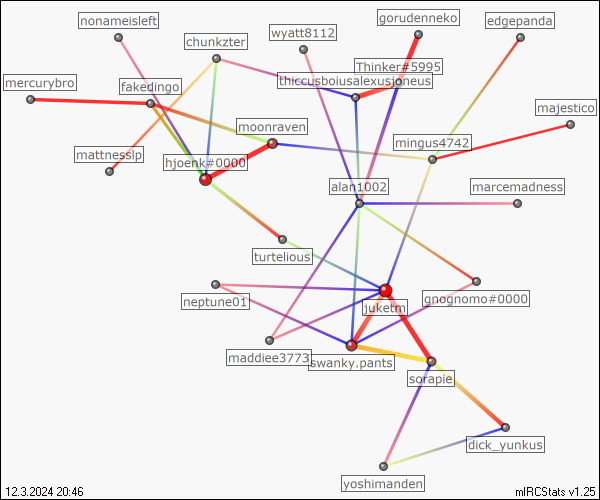 nonameisleft
gorudenneko
edgepanda
wyatt8112
chunkzter
Thinker#5995
thiccusboiusalexusjoneus
mercurybro
fakedingo
majestico
moonraven
mingus4742
mattnesslp
hjoenk#0000
alan1002
marcemadness
turtelious
neptune01
gnognomo#0000
juketm
maddiee3773
swanky.pants
sorapie
dick_yunkus
yoshimanden
12.3.2024 20:46
mIRCStats v1.25